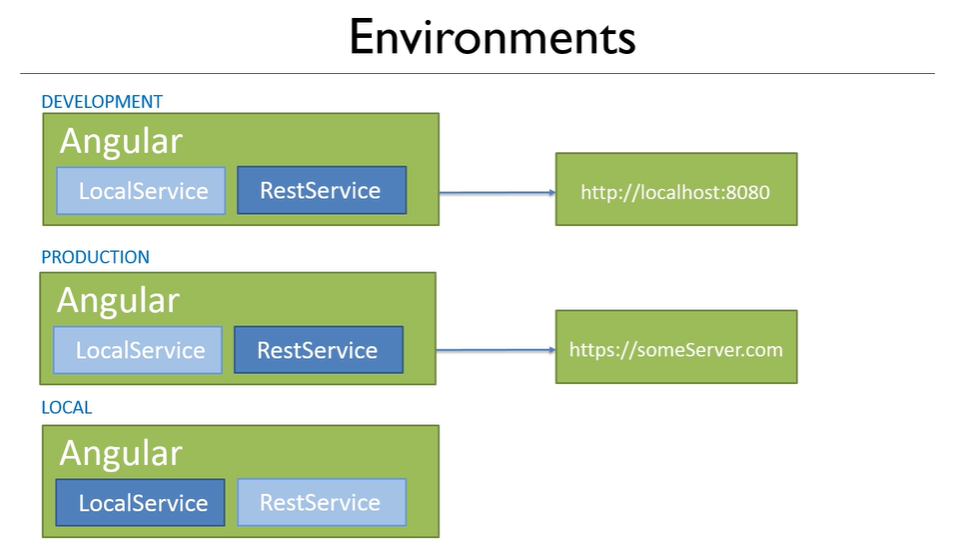 Environments
DEVELOPMENT
Angular
LocalService
RestService
http://localhost:8080
PRODUCTION
Angular
LocalService
RestService
https://someServer.com
LOCAL
Angular
LocalService
RestService